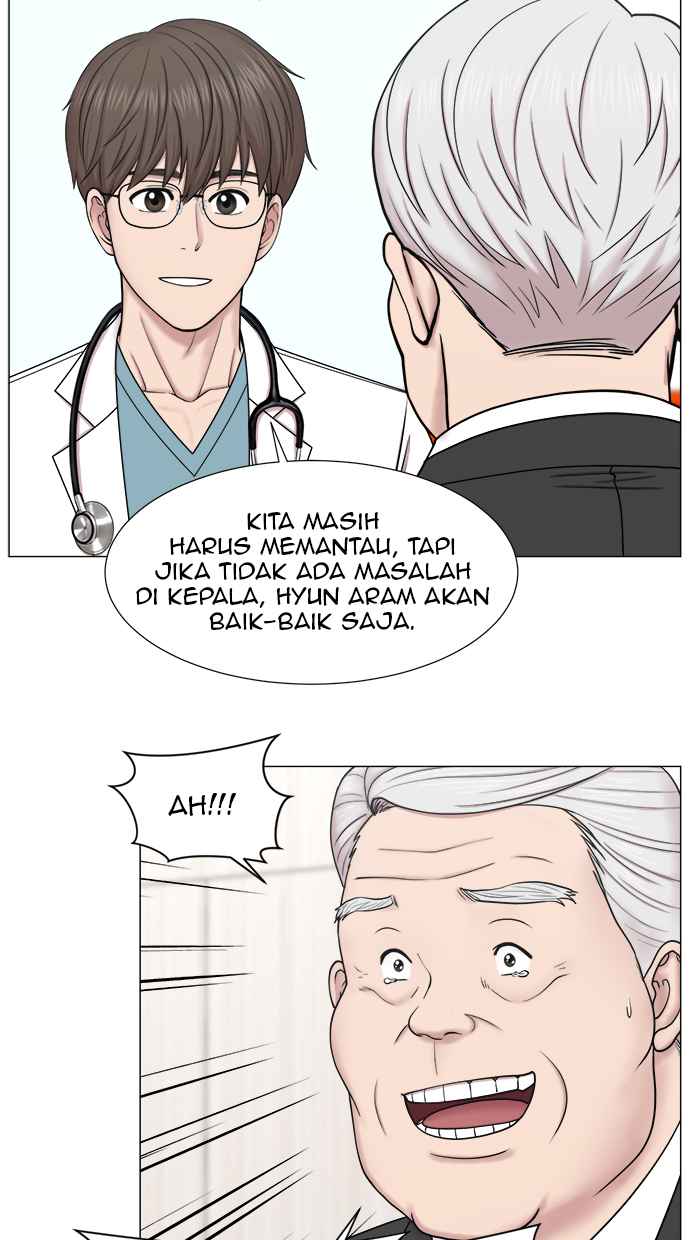 KITA MASIH
HARUS MEMANTAU, TAPI
JIKA TIDAK ADA MASALAH
DI KEPALA, HYUN ARAM AKAN
BAIK-BAIK SAJA.
AH!!!